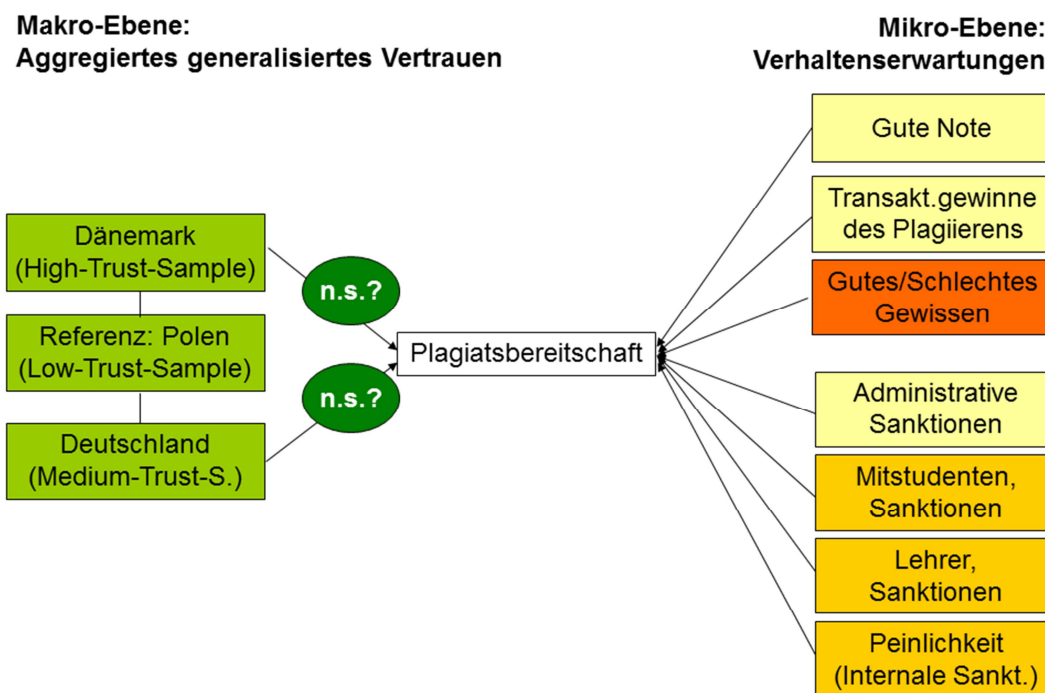 Makro-Ebene:
Aggregiertes generalisiertes Vertrauen
Mikro-Ebene:
Verhaltenserwartungen
Dänemark
(High-Trust-Sample)
Referenz: Polen
(Low-Trust-Sample)
Deutschland
(Medium-Trust-S.)
n.s.?
n.s.?
Plagiatsbereitschaft
Gute Note
Transakt.gewinne
des Plagiierens
Gutes/Schlechtes
Gewissen
Administrative
Sanktionen
Mitstudenten,
Sanktionen
Lehrer,
Sanktionen
Peinlichkeit
(Internale Sankt.)